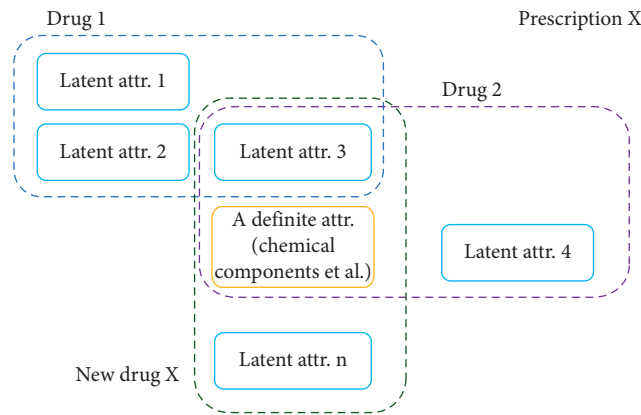 Drug 1
Prescription X
Latent attr. 1
Drug 2
Latent attr. 2
Latent attr. 3
A definite attr.
(chemical
components et al.)
Latent attr. 4
New drug X
Latent attr. n